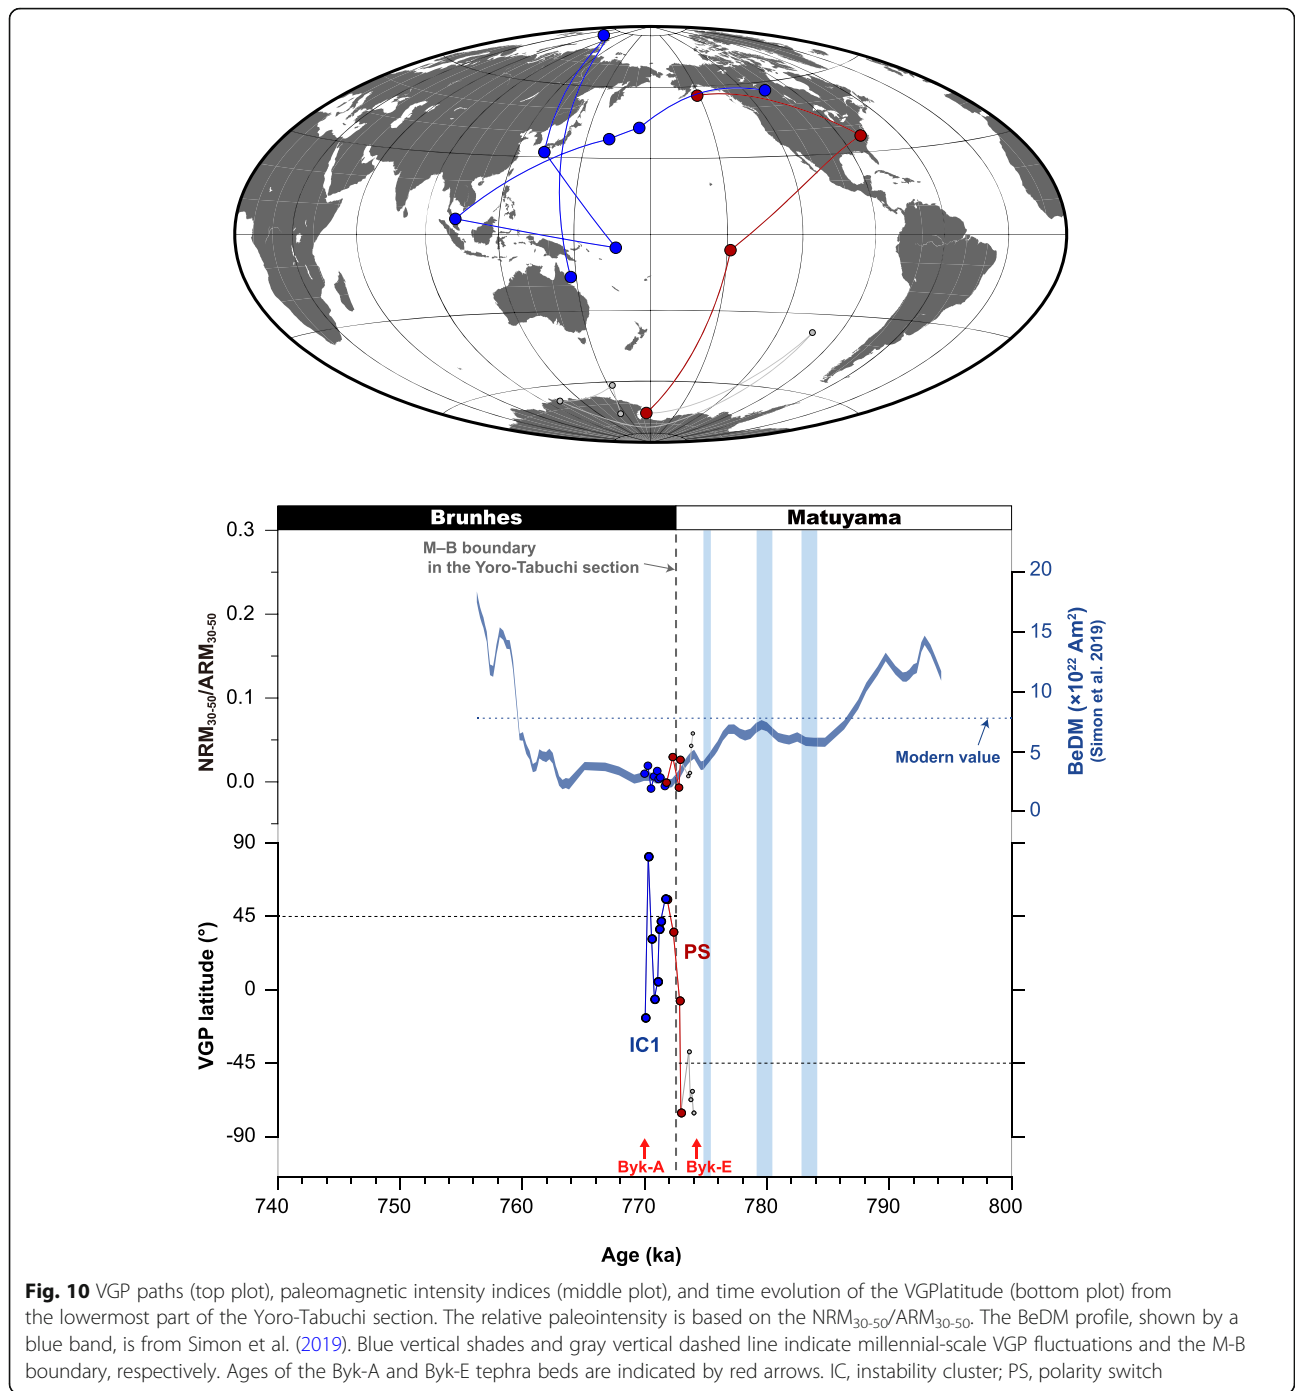 Brunhes
Matuyama
0.3
0.2
0.1
0.0
NRM30-50/ARM30-50
M–B boundary
in the Yoro-Tabuchi section
20
15
10
5
0
BeDM (×10²² Am²)
(Simon et al. 2019)
Modern value
90
45
0
-45
-90
VGP latitude (°)
PS
IC1
Byk-A
Byk-E
740
750
760
770
780
790
800
Age (ka)
Fig. 10 VGP paths (top plot), paleomagnetic intensity indices (middle plot), and time evolution of the VGPlatitude (bottom plot) from
the lowermost part of the Yoro-Tabuchi section. The relative paleointensity is based on the NRM30-50/ARM30-50. The BeDM profile, shown by a
blue band, is from Simon et al. (2019). Blue vertical shades and gray vertical dashed line indicate millennial-scale VGP fluctuations and the M-B
boundary, respectively. Ages of the Byk-A and Byk-E tephra beds are indicated by red arrows. IC, instability cluster; PS, polarity switch